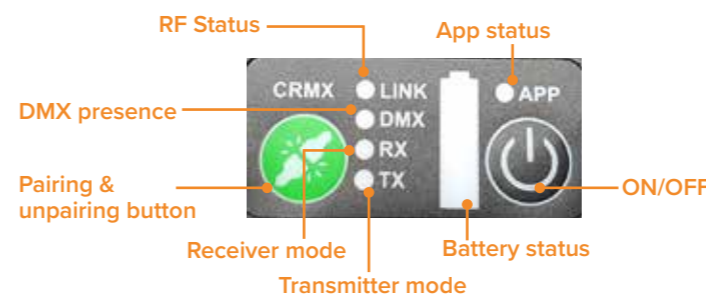 RF Status
App status
CRMX
LINK
APP
DMX presence
DMX
RX
Pairing &
unpairing button
TX
ON/OFF
Receiver mode
Battery status
Transmitter mode